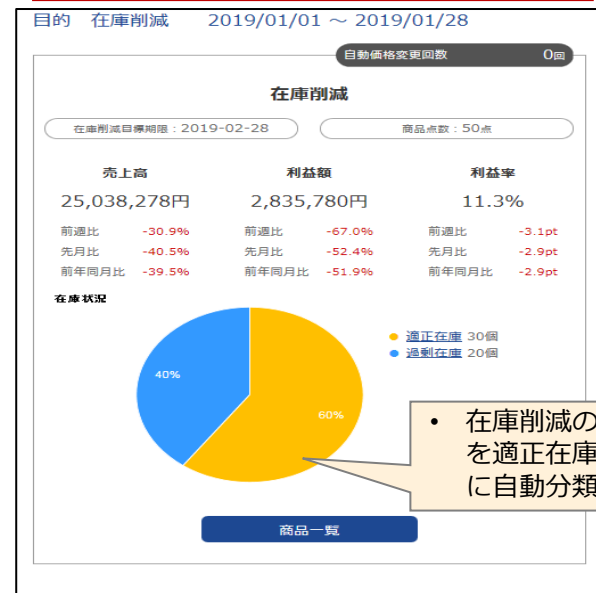 目的 在庫削減 2019/01/01 ～ 2019/01/28
自動価格変更回数 0回
在庫削減
在庫削減目標期限：2019-02-28 商品点数：50点
売上高 利益額 利益率
25,038,278円 2,835,780円 11.3%
前週比 -30.9% 前週比 -67.0% 前週比 -3.1pt
先月比 -40.5% 先月比 -52.4% 先月比 -2.9pt
前年同月比 -39.5% 前年同月比 -51.9% 前年同月比 -2.9pt
在庫状況
適正在庫 30個
過剰在庫 20個
40%
60%
• 在庫削減の
を適正在庫
に自動分類
商品一覧